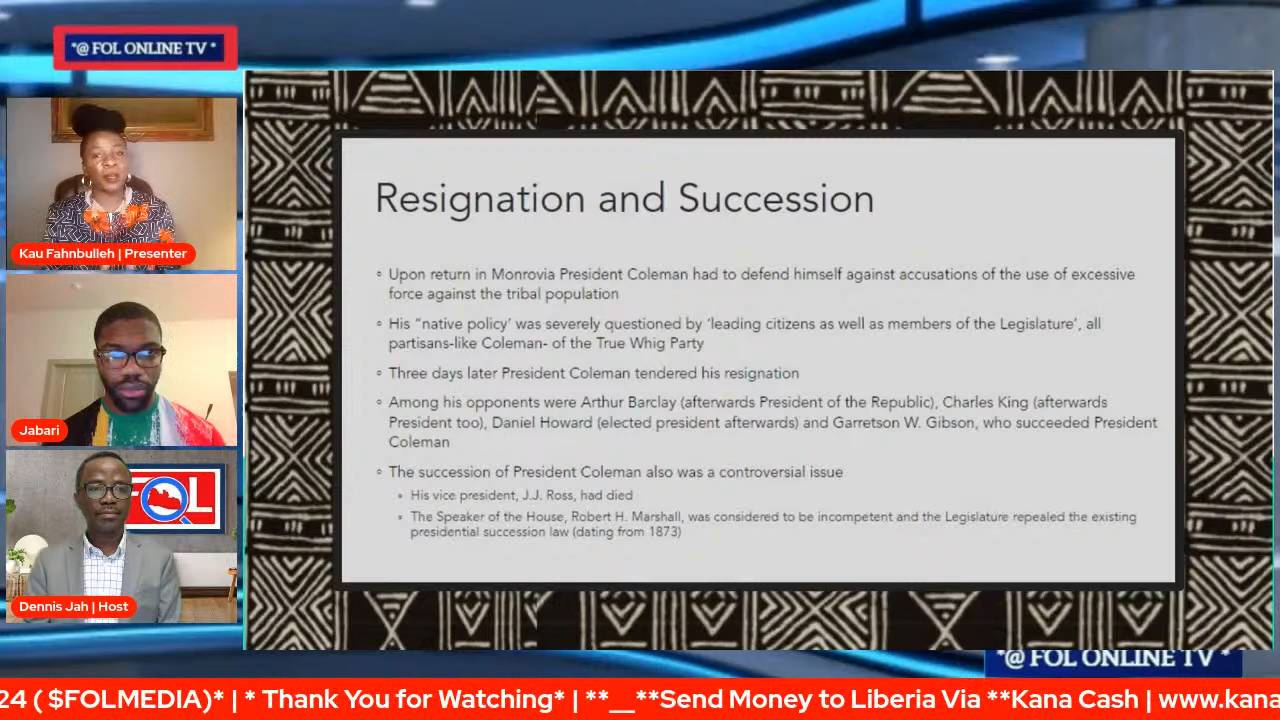 *@ FOL ONLINE TV *
Kau Fahnbulleh | Presenter
Jabari
FOL
Dennis Jah | Host
Resignation and Succession
◦ Upon return in Monrovia President Coleman had to defend himself against accusations of the use of excessive
force against the tribal population
◦ His “native policy’ was severely questioned by ‘leading citizens as well as members of the Legislature’, all
partisans-like Coleman- of the True Whig Party
◦ Three days later President Coleman tendered his resignation
◦ Among his opponents were Arthur Barclay (afterwards President of the Republic), Charles King (afterwards
President too), Daniel Howard (elected president afterwards) and Garretson W. Gibson, who succeeded President
Coleman
◦ The succession of President Coleman also was a controversial issue
◦ His vice president, J.J. Ross, had died
◦ The Speaker of the House, Robert H. Marshall, was considered to be incompetent and the Legislature repealed the existing
presidential succession law (dating from 1873)
*@ FOL ONLINE TV *
24 ( $FOLMEDIA)* | * Thank You for Watching* | **__**Send Money to Liberia Via **Kana Cash | www.kana